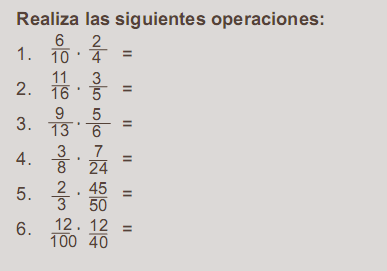 Realiza las siguientes operaciones:
1. 6/10 · 2/4 =
2. 11/16 · 3/5 =
3. 9/13 · 5/6 =
4. 3/8 · 7/24 =
5. 2/3 · 45/50 =
6. 12/100 · 12/40 =